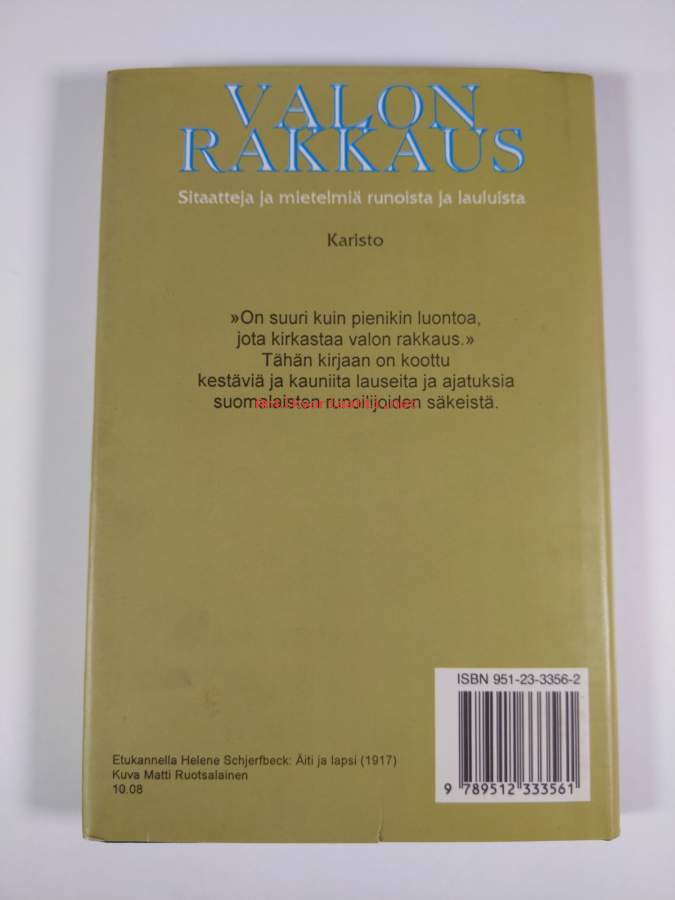 VALON
RAKKAUS
Sitaatteja ja mietelmiä runoista ja lauluista
Karisto
»On suuri kuin pienikin luontoa,
jota kirkastaa valon rakkaus.»
Tähän kirjaan on koottu
kestäviä ja kauniita lauseita ja ajatuksia
suomalaisten runoilijoiden säkeistä.
ISBN 951-23-3356-2
9 789512 333561
Etukannella Helene Schjerfbeck: Äiti ja lapsi (1917)
Kuva Matti Ruotsalainen
10.08